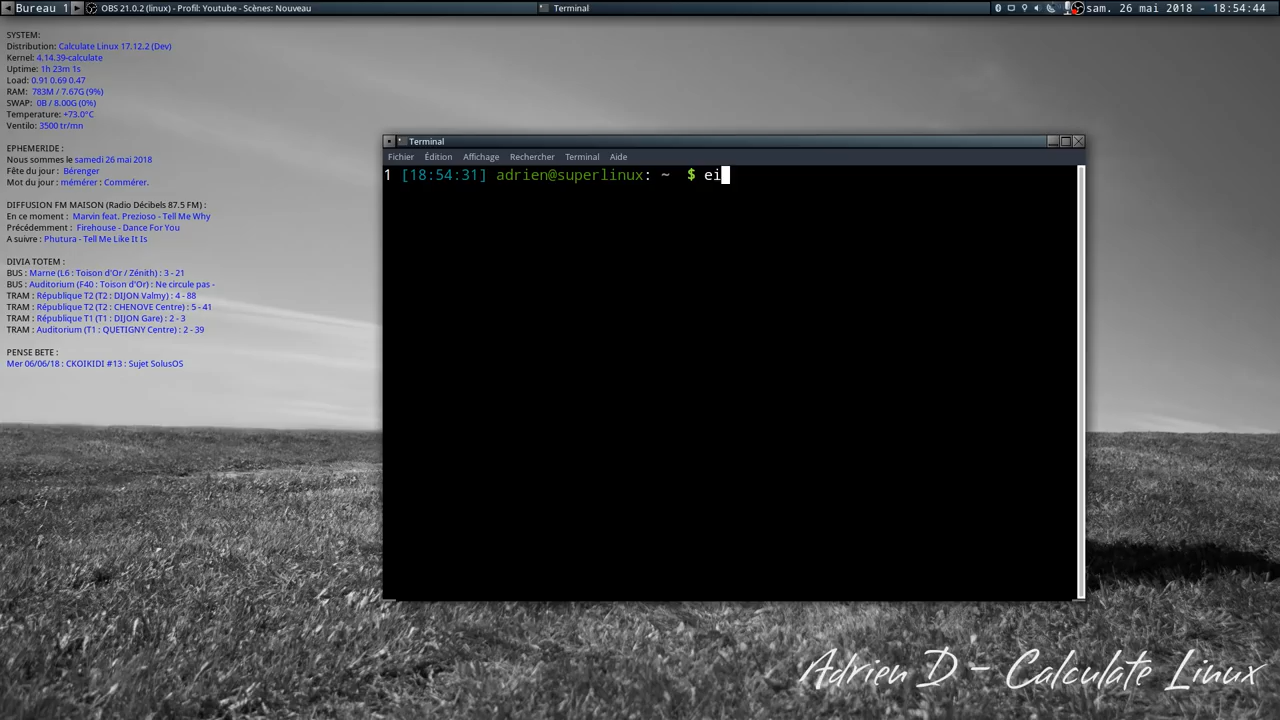 Bureau 1
OBS 21.0.2 (linux) - Profil: Youtube - Scènes: Nouveau
Terminal
sam. 26 mai 2018 - 18:54:44
SYSTEM:
Distribution: Calculate Linux 17.12.2 (Dev)
Kernel: 4.14.39-calculate
Uptime: 1h 23m 1s
Load: 0.91 0.69 0.47
RAM: 783M / 7.67G (9%)
SWAP: 0B / 8.00G (0%)
Temperature: +73.0°C
Ventilo: 3500 tr/mn
EPHEMERIDE :
Nous sommes le samedi 26 mai 2018
Fête du jour : Bérenger
Mot du jour : mémérer : Commérer.
DIFFUSION FM MAISON (Radio Décibels 87.5 FM) :
En ce moment : Marvin feat. Prezioso - Tell Me Why
Précédemment : Firehouse - Dance For You
A suivre : Phutura - Tell Me Like It Is
DIVIA TOTEM :
BUS : Marne (L6 : Toison d'Or / Zénith) : 3 - 21
BUS : Auditorium (F40 : Toison d'Or) : Ne circule pas -
TRAM : République T2 (T2 : DIJON Valmy) : 4 - 88
TRAM : République T2 (T2 : CHENOVE Centre) : 5 - 41
TRAM : République T1 (T1 : DIJON Gare) : 2 - 3
TRAM : Auditorium (T1 : QUETIGNY Centre) : 2 - 39
PENSE BETE :
Mer 06/06/18 : CKOIKIDI #13 : Sujet SolusOS
Terminal
Fichier Édition Affichage Rechercher Terminal Aide
1 [18:54:31] adrien@superlinux: ~ $ ei
Adrien D - Calculate Linux